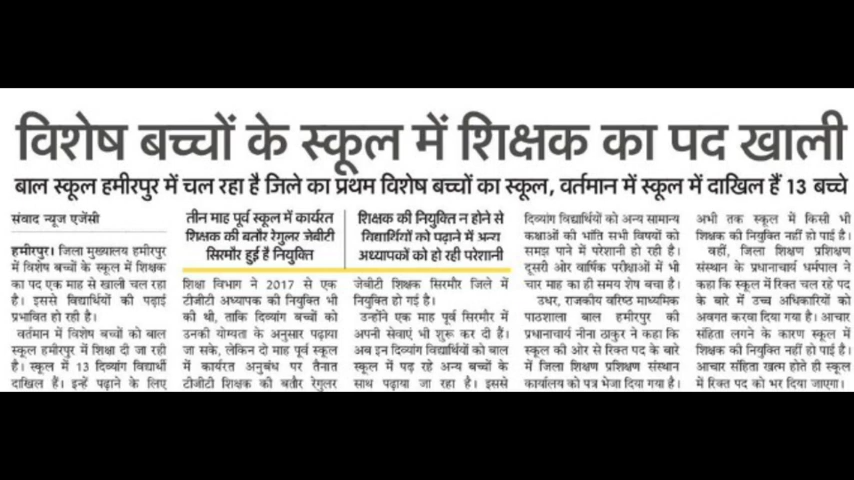 विशेष बच्चों के स्कूल में शिक्षक का पद खाली
बाल स्कूल हमीरपुर में चल रहा है जिले का प्रथम विशेष बच्चों का स्कूल, वर्तमान में स्कूल में दाखिल हैं 13 बच्चे
संवाद न्यूज एजेंसी
हमीरपुर। जिला मुख्यालय हमीरपुर
में विशेष बच्चों के स्कूल में शिक्षक
का पद एक माह से खाली चल रहा
है। इससे विद्यार्थियों की पढ़ाई
प्रभावित हो रही है।
वर्तमान में विशेष बच्चों को बाल
स्कूल हमीरपुर में शिक्षा दी जा रही
है। स्कूल में 13 दिव्यांग विद्यार्थी
दाखिल हैं। इन्हें पढ़ाने के लिए
तीन माह पूर्व स्कूल में कार्यरत
शिक्षक की बतौर रेगुलर जेबीटी
सिरमौर हुई है नियुक्ति
शिक्षा विभाग ने 2017 से एक
टीजीटी अध्यापक की नियुक्ति भी
की थी, ताकि दिव्यांग बच्चों को
उनकी योग्यता के अनुसार पढ़ाया
जा सके, लेकिन दो माह पूर्व स्कूल
में कार्यरत अनुबंध पर तैनात
टीजीटी शिक्षक की बतौर रेगुलर
शिक्षक की नियुक्ति न होने से
विद्यार्थियों को पढ़ाने में अन्य
अध्यापकों को हो रही परेशानी
जेबीटी शिक्षक सिरमौर जिले में
नियुक्ति हो गई है।
उन्होंने एक माह पूर्व सिरमौर में
अपनी सेवाएं भी शुरू कर दी हैं।
अब इन दिव्यांग विद्यार्थियों को बाल
स्कूल में पढ़ रहे अन्य बच्चों के
साथ पढ़ाया जा रहा है। इससे
दिव्यांग विद्यार्थियों को अन्य सामान्य
कक्षाओं की भांति सभी विषयों को
समझ पाने में परेशानी हो रही है।
दूसरी ओर वार्षिक परीक्षाओं में भी
चार माह का ही समय शेष बचा है।
उधर, राजकीय वरिष्ठ माध्यमिक
पाठशाला बाल हमीरपुर की
प्रधानाचार्य नीना ठाकुर ने कहा कि
स्कूल की ओर से रिक्त पद के बारे
में जिला शिक्षण प्रशिक्षण संस्थान
कार्यालय को पत्र भेजा दिया गया है।
अभी तक स्कूल में किसी भी
शिक्षक की नियुक्ति नहीं हो पाई है।
वहीं, जिला शिक्षण प्रशिक्षण
संस्थान के प्रधानाचार्य धर्मपाल ने
कहा कि स्कूल में रिक्त चल रहे पद
के बारे में उच्च अधिकारियों को
अवगत करवा दिया गया है। आचार
संहिता लगने के कारण स्कूल में
शिक्षक की नियुक्ति नहीं हो पाई है।
आचार संहिता खत्म होते ही स्कूल
में रिक्त पद को भर दिया जाएगा।